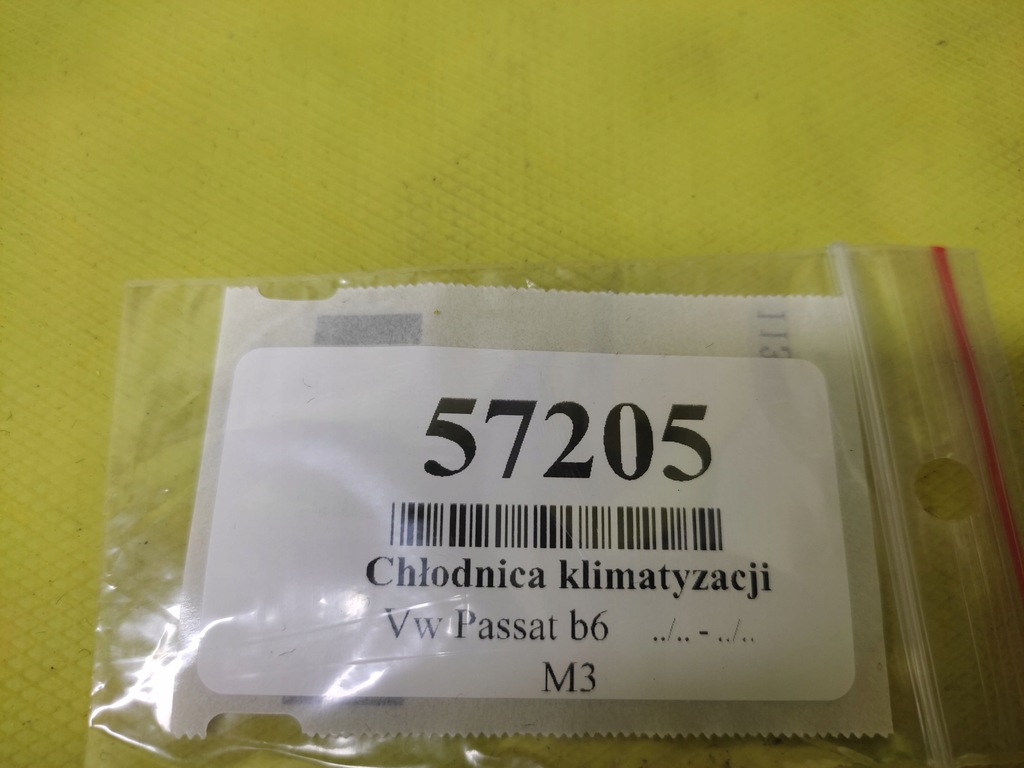 57205
Chłodnica klimatyzacji
Vw Passat b6 ../.. - ../..
M3